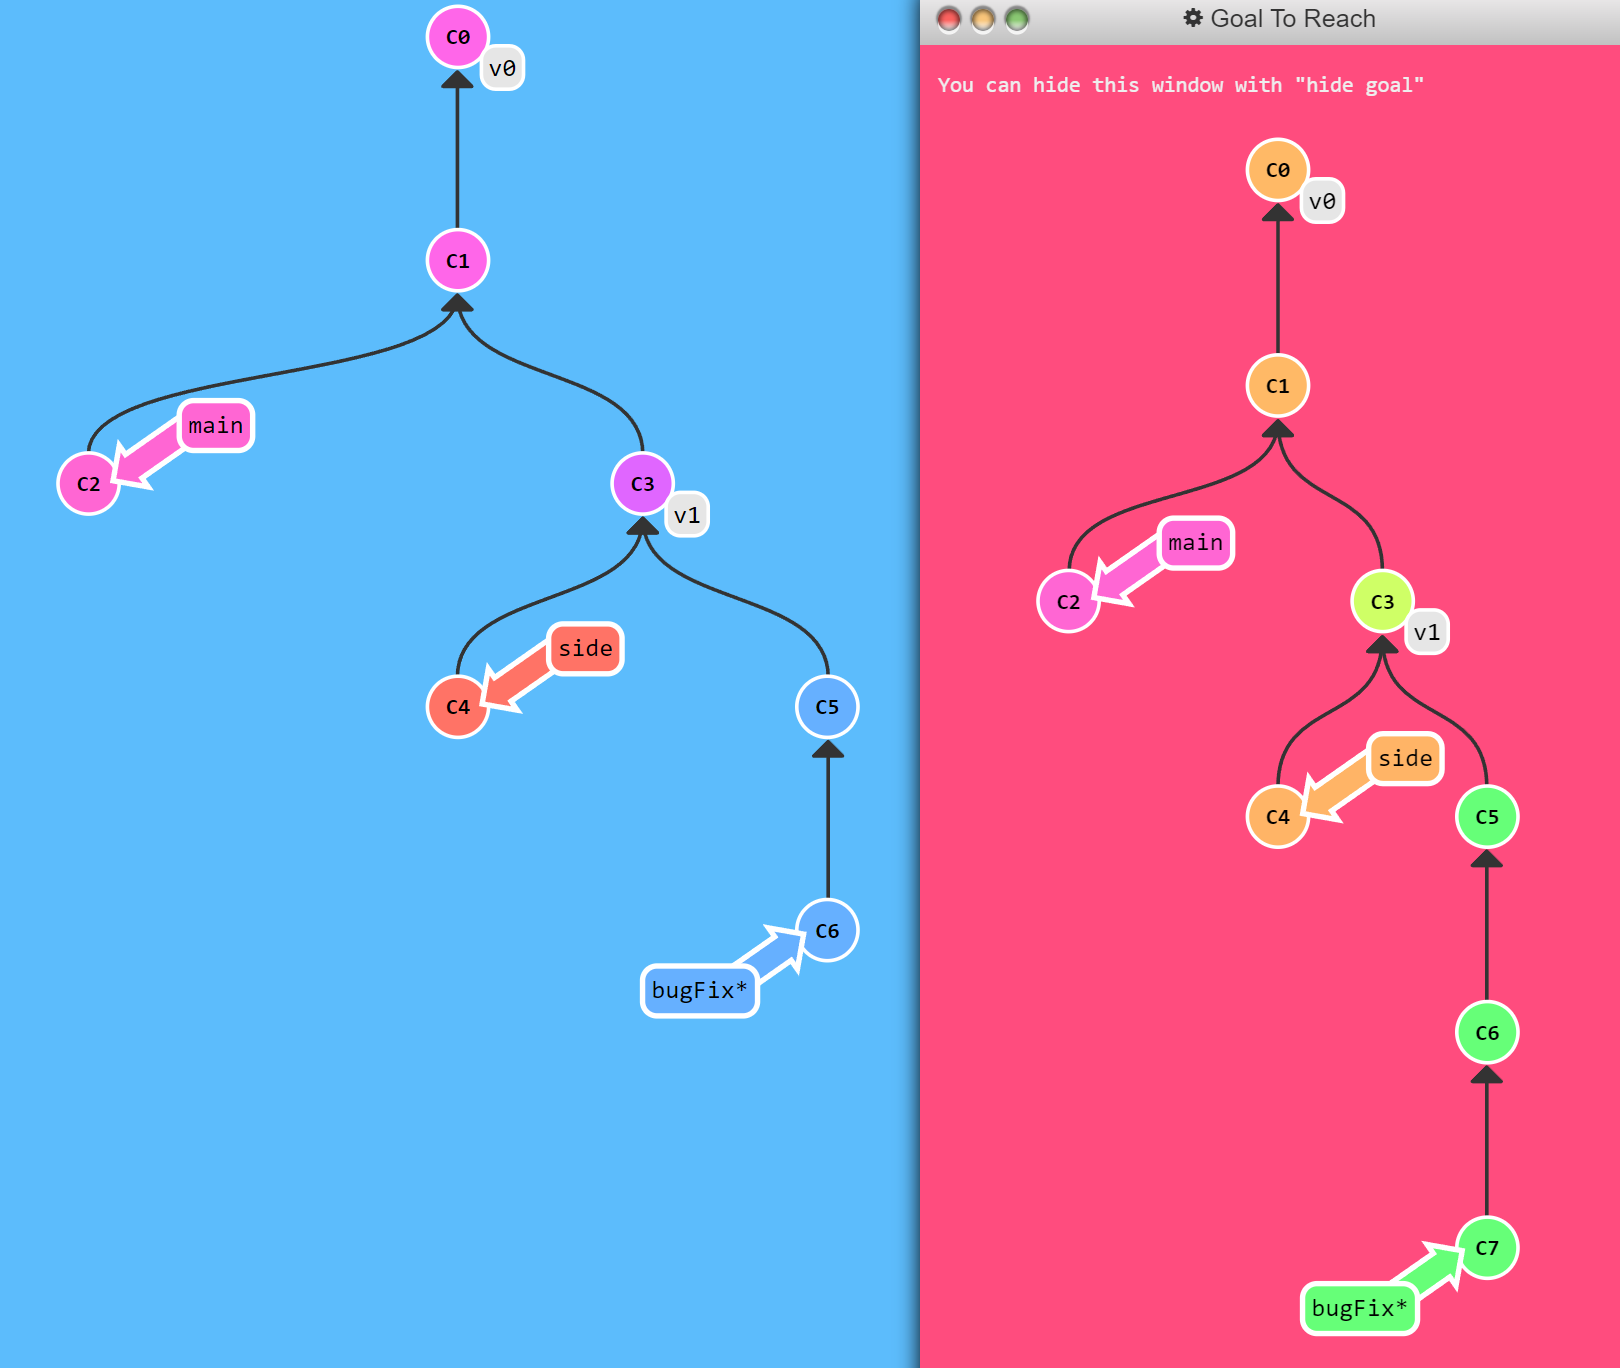 C0
v0
C1
main
C2
C3
v1
side
C4
C5
C6
bugFix*
Goal To Reach
You can hide this window with "hide goal"
C0
v0
C1
main
C2
C3
v1
side
C4
C5
C6
C7
bugFix*